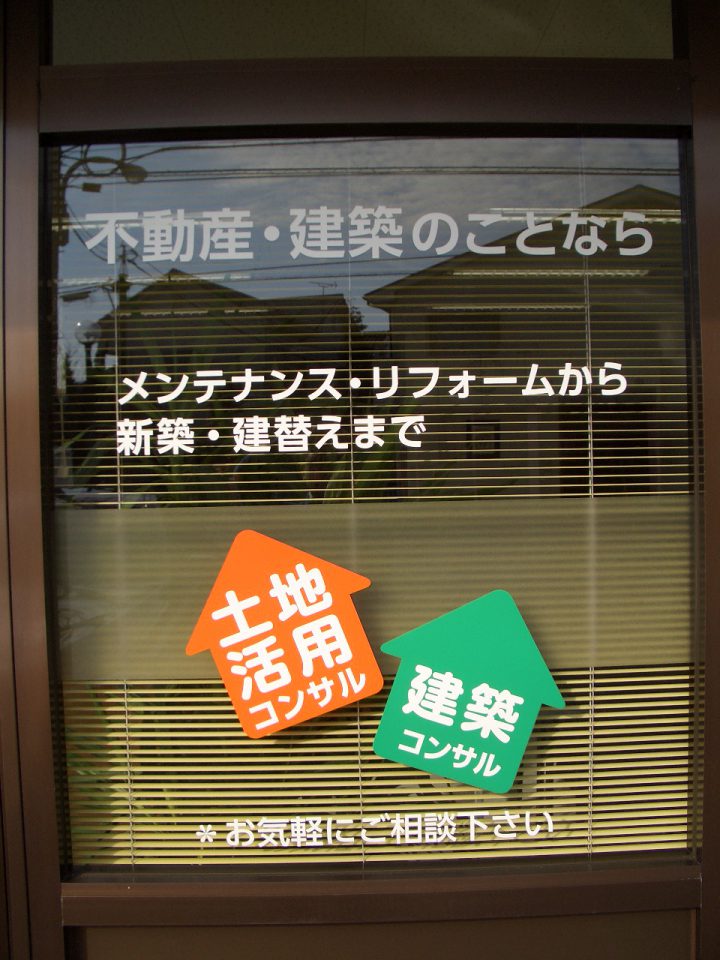 不動産・建築のことなら
メンテナンス・リフォームから
新築・建替えまで
土地
活用
コンサル
建築
コンサル
*お気軽にご相談下さい